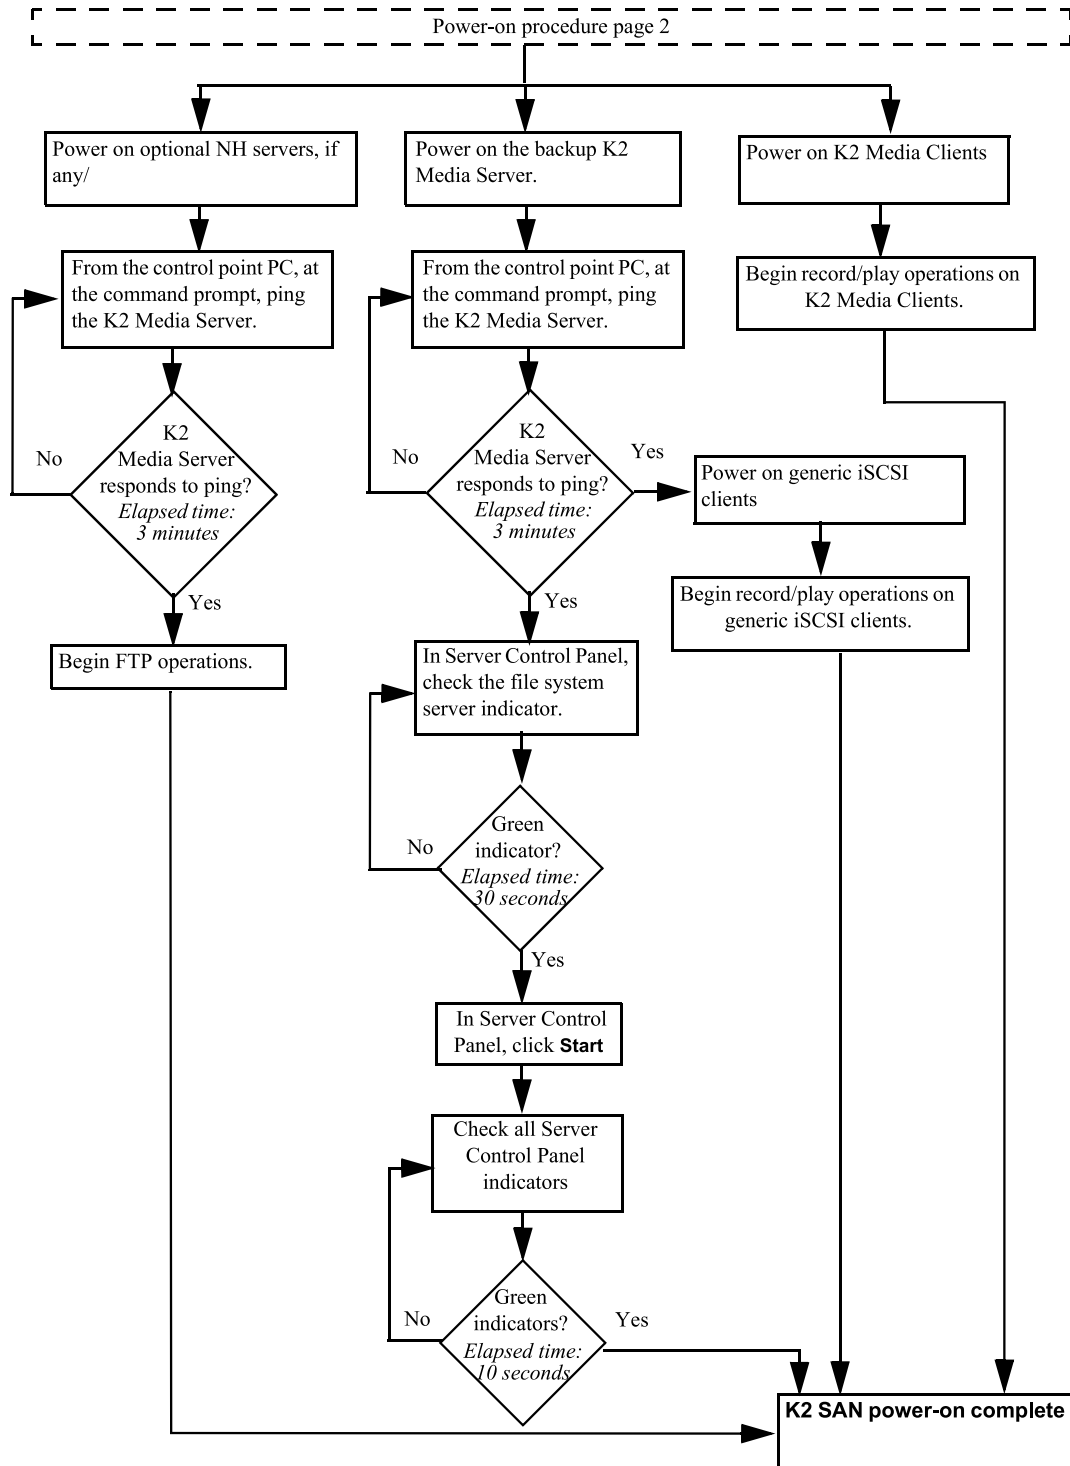 Power-on procedure page 2
Power on optional NH servers, if
any/
Power on the backup K2
Media Server.
Power on K2 Media Clients
From the control point PC, at
the command prompt, ping
the K2 Media Server.
From the control point PC, at
the command prompt, ping
the K2 Media Server.
Begin record/play operations on
K2 Media Clients.
K2
Media Server
responds to ping?
Elapsed time:
3 minutes
No
Yes
K2
Media Server
responds to ping?
Elapsed time:
3 minutes
No
Yes
Yes
Power on generic iSCSI
clients
Begin record/play operations on
generic iSCSI clients.
Begin FTP operations.
In Server Control Panel,
check the file system
server indicator.
Green
indicator?
Elapsed time:
30 seconds
No
Yes
In Server Control
Panel, click Start
Check all Server
Control Panel
indicators
Green
indicators?
Elapsed time:
10 seconds
No
Yes
K2 SAN power-on complete